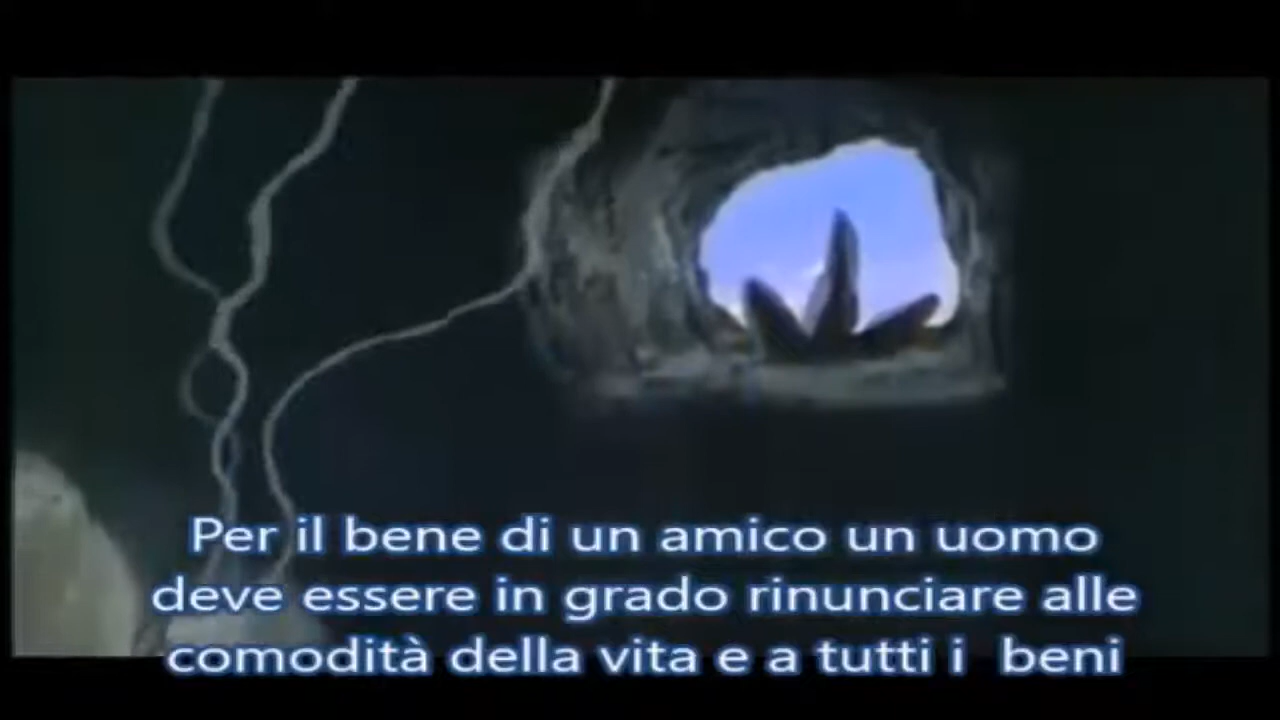 Per il bene di un amico un uomo
deve essere in grado rinunciare alle
comodità della vita e a tutti i beni